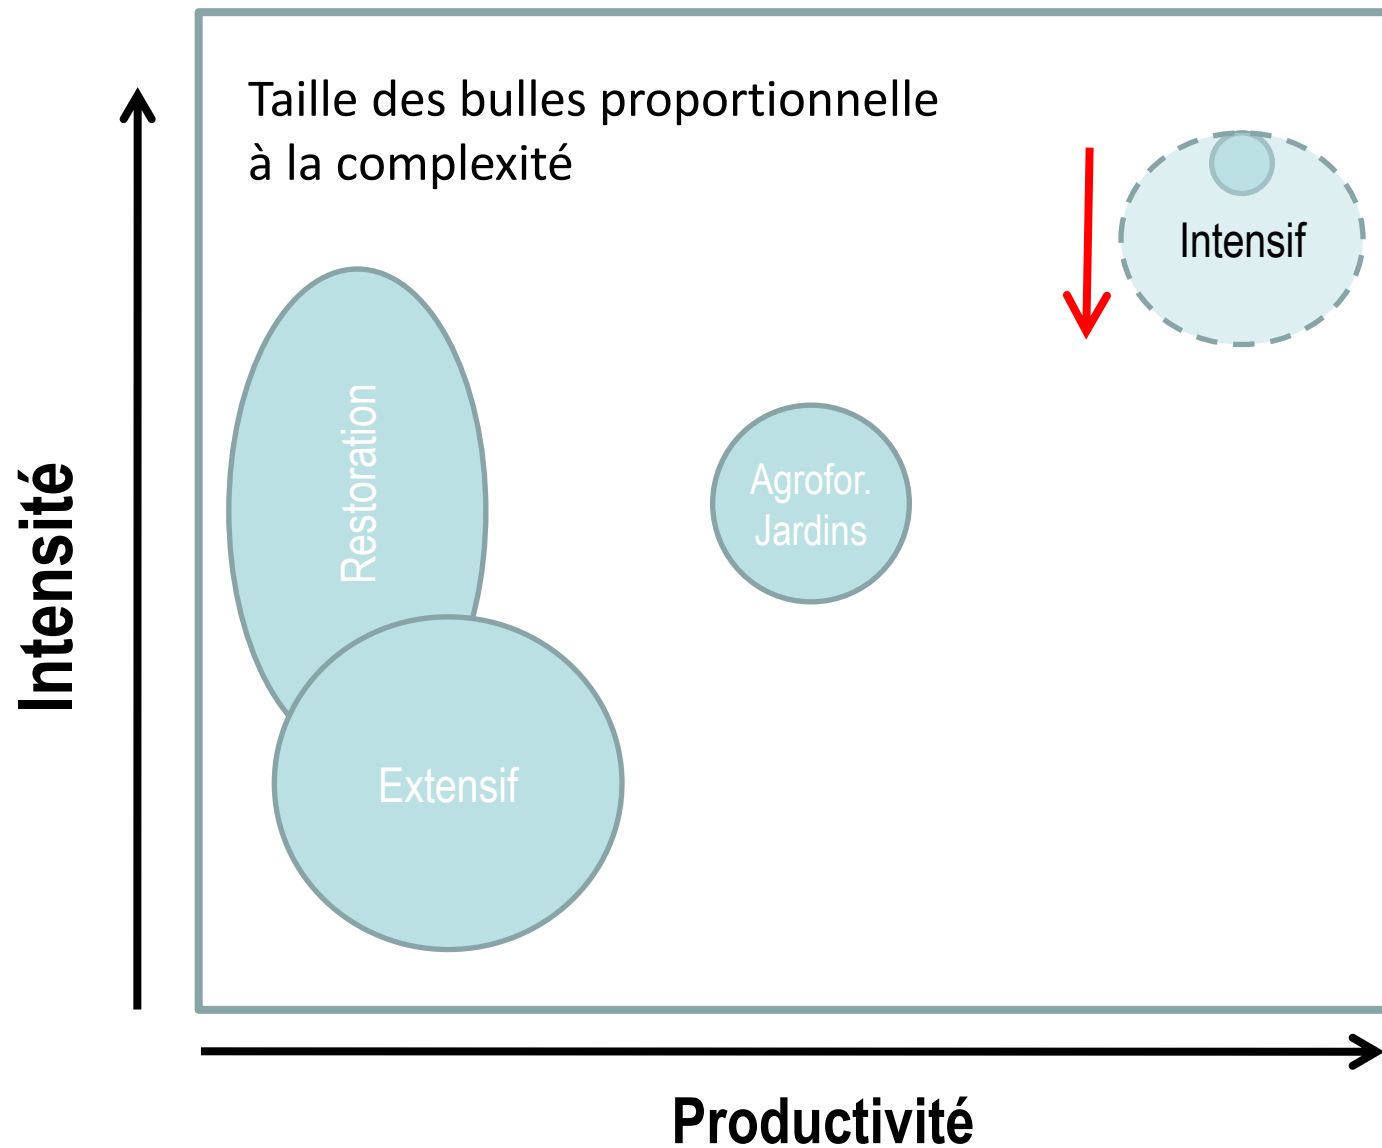 Taille des bulles proportionnelle
à la complexité
Intensif
Restoration
Agrofor.
Jardins
Extensif
Intensité
Productivité